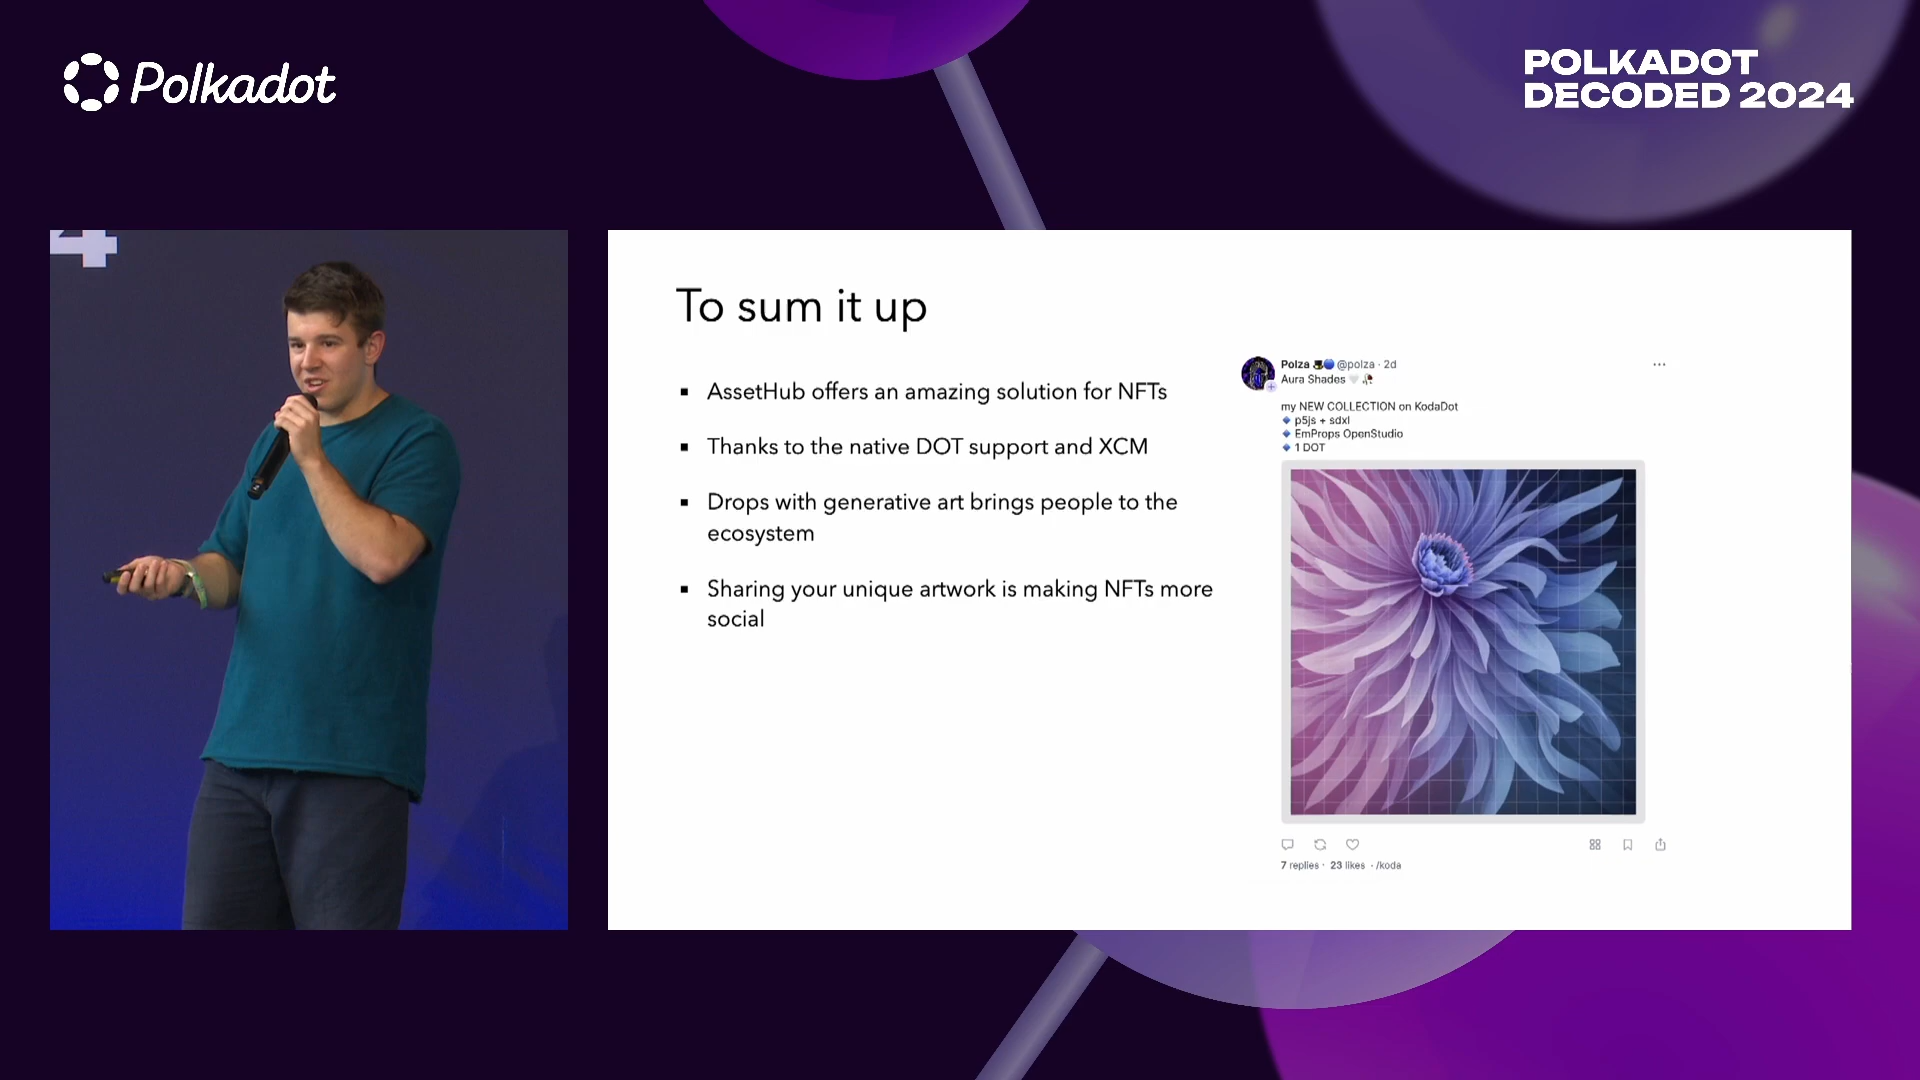 Polkadot
POLKADOT
DECODED 2024
4
To sum it up
▪ AssetHub offers an amazing solution for NFTs
▪ Thanks to the native DOT support and XCM
▪ Drops with generative art brings people to the
ecosystem
▪ Sharing your unique artwork is making NFTs more
social
Polza 🎩🔵 @polza · 2d
Aura Shades 🤍🥀
my NEW COLLECTION on KodaDot
🔹 p5js + sdxl
🔹 EmProps OpenStudio
🔹 1 DOT
7 replies · 23 likes · /koda